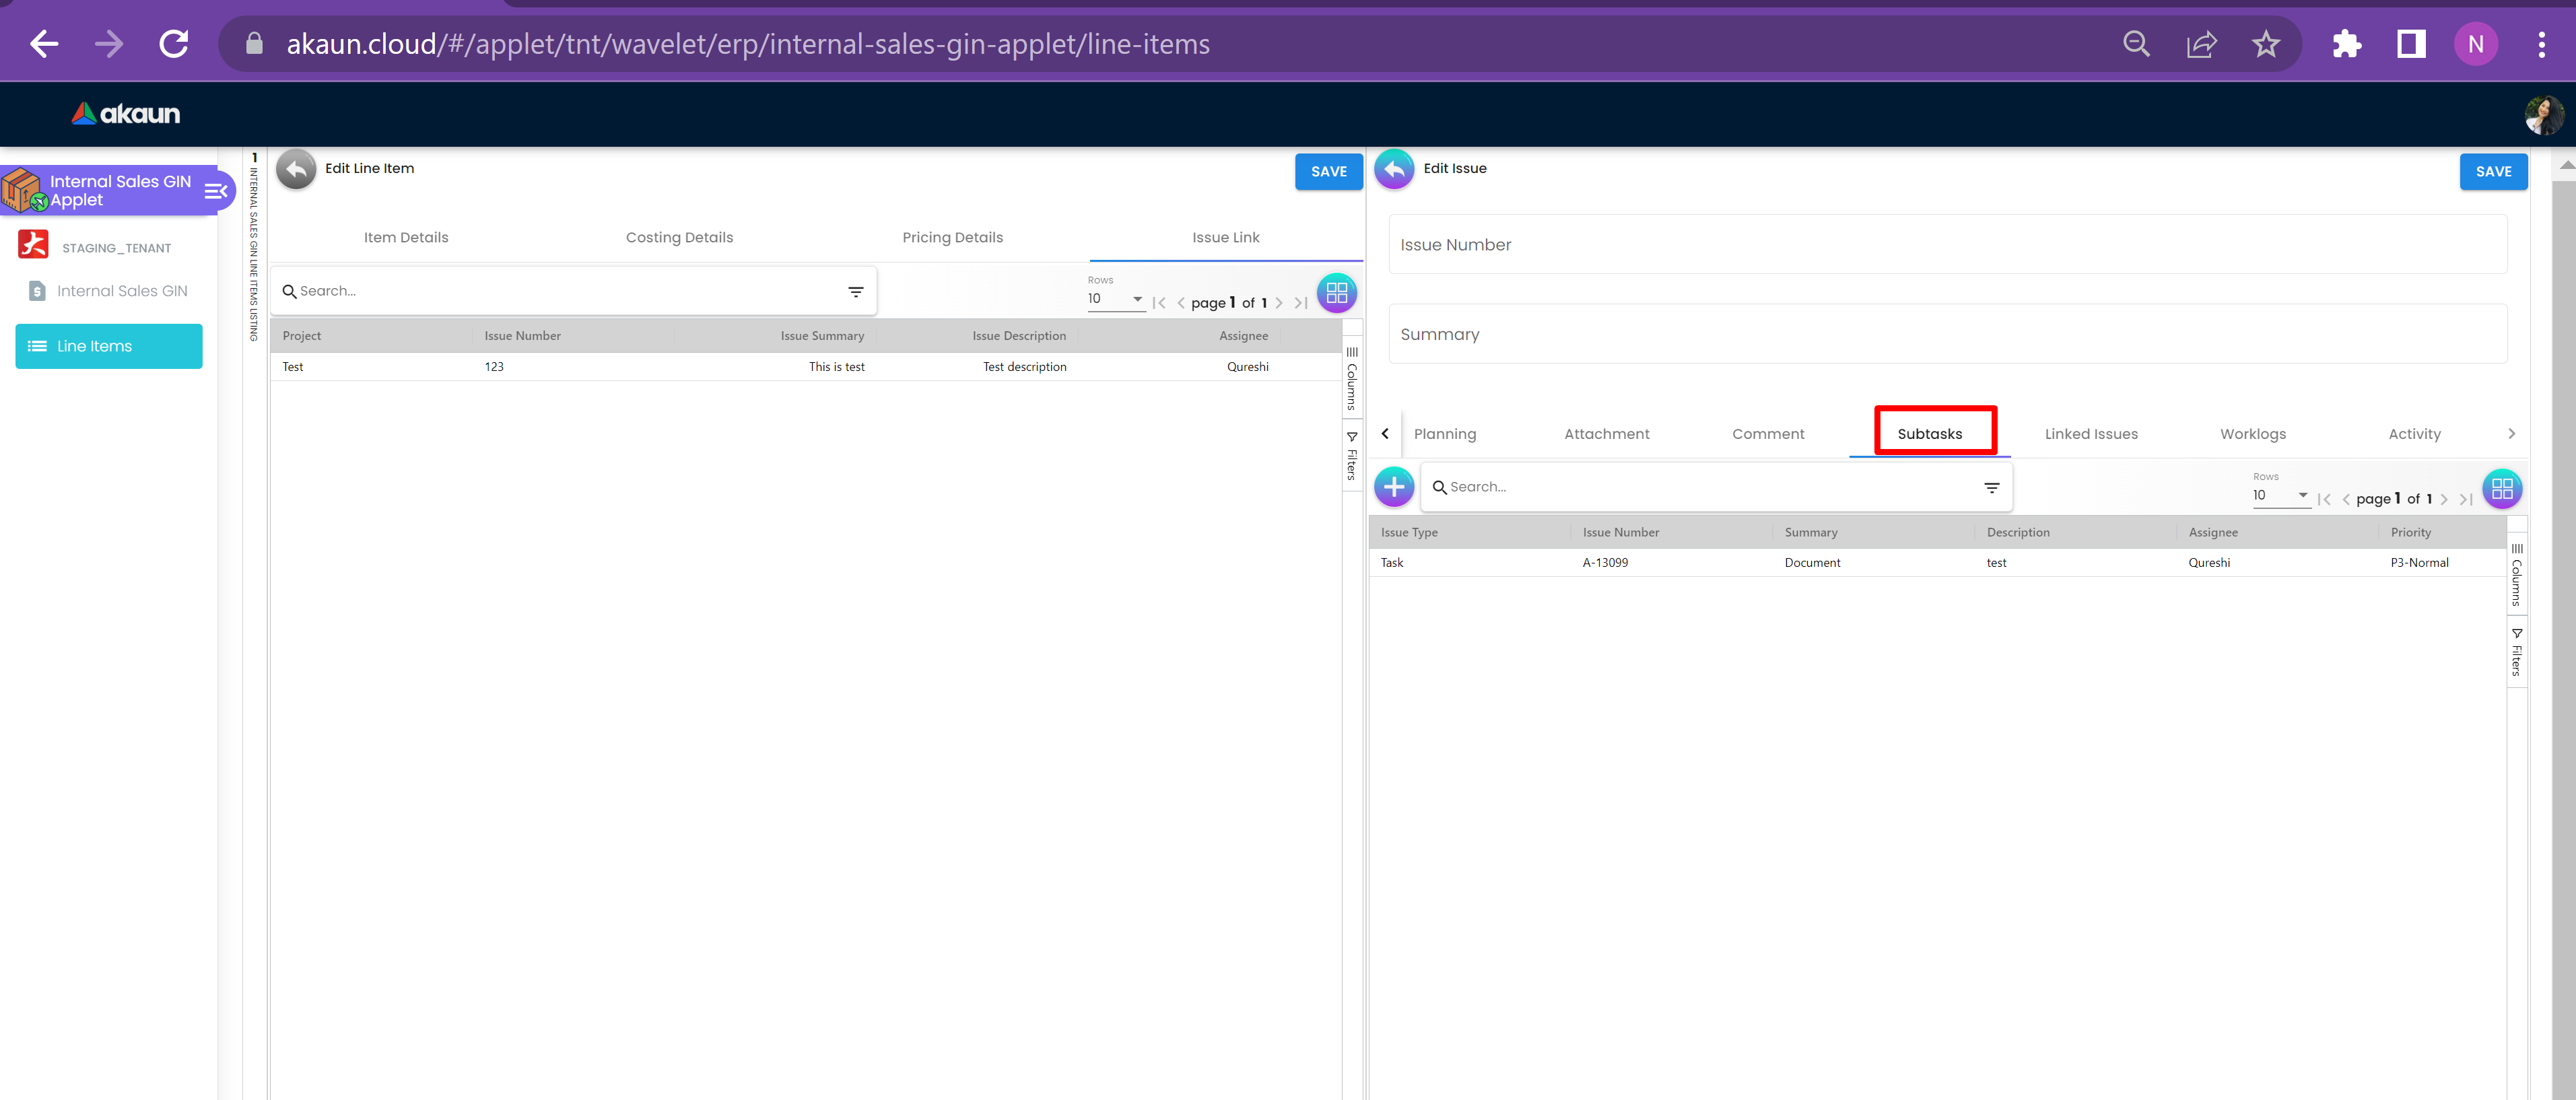 akaun.cloud/#/applet/tnt/wavelet/erp/internal-sales-gin-applet/line-items
N
akaun
Internal Sales GIN
Applet
STAGING_TENANT
Internal Sales GIN
Line Items
1 INTERNAL SALES GIN LINE ITEMS LISTING
Edit Line Item
SAVE
Item Details
Costing Details
Pricing Details
Issue Link
Search...
Rows
10
page 1 of 1
Project
Issue Number
Issue Summary
Issue Description
Assignee
Test
123
This is test
Test description
Qureshi
Columns
Filters
Edit Issue
SAVE
Issue Number
Summary
Planning
Attachment
Comment
Subtasks
Linked Issues
Worklogs
Activity
Search...
Rows
10
page 1 of 1
Issue Type
Issue Number
Summary
Description
Assignee
Priority
Task
A-13099
Document
test
Qureshi
P3-Normal
Columns
Filters